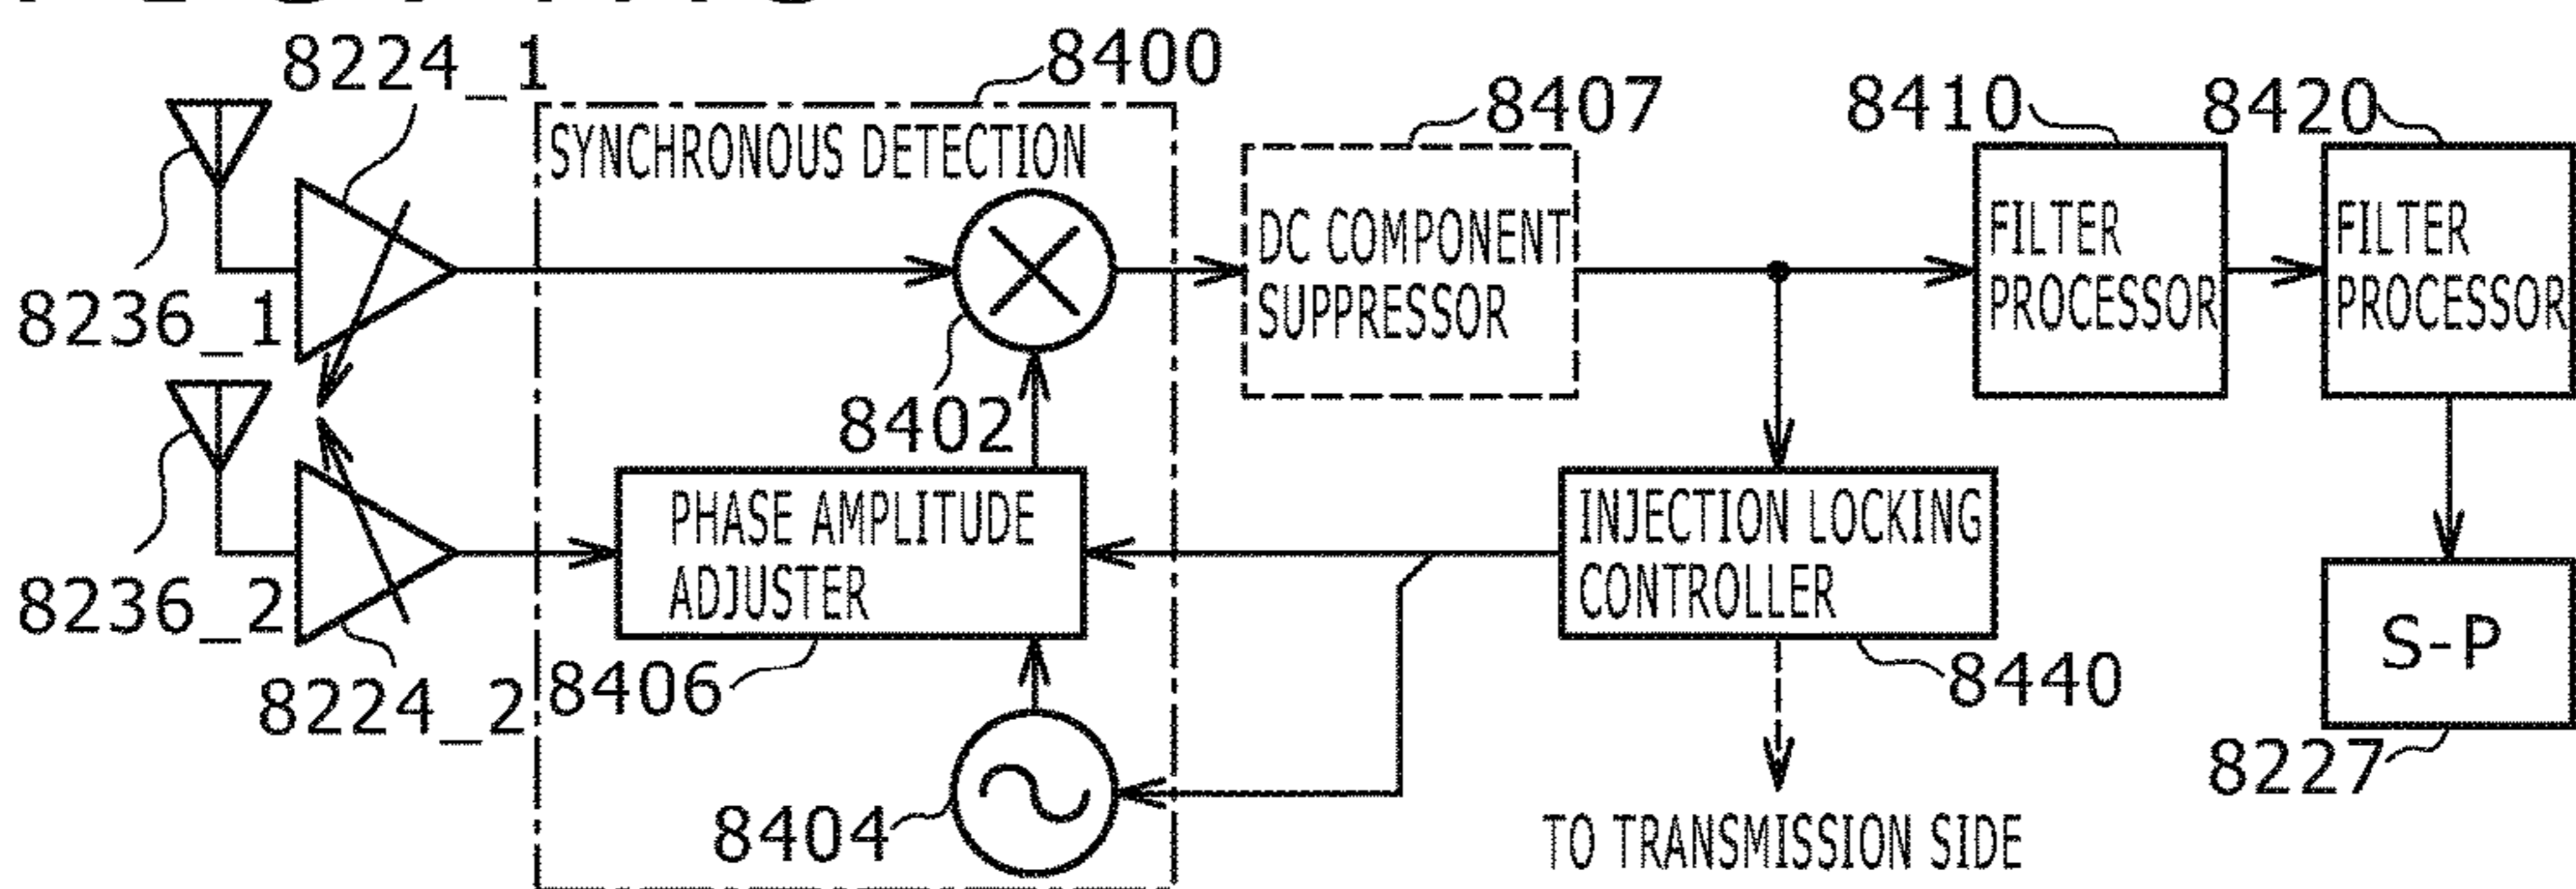 8224_1
8400
8407
8410
8420
SYNCHRONOUS DETECTION
DC COMPONENT
SUPPRESSOR
FILTER
PROCESSOR
FILTER
PROCESSOR
8236_1
8402
PHASE AMPLITUDE
ADJUSTER
INJECTION LOCKING
CONTROLLER
8236_2
8224_2
8406
8440
S-P
8227
8404
TO TRANSMISSION SIDE